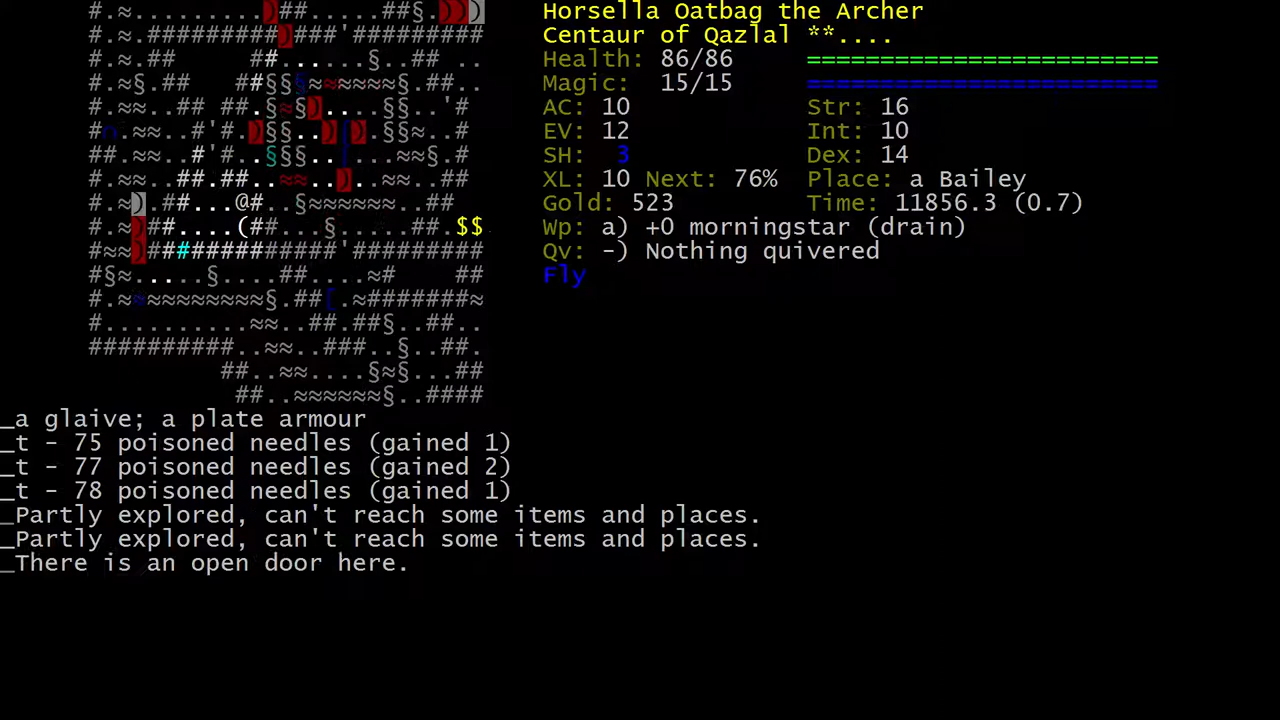 Horsella Oatbag the Archer
Centaur of Qazlal **....
Health: 86/86
Magic: 15/15
AC: 10 Str: 16
EV: 12 Int: 10
SH: 3 Dex: 14
XL: 10 Next: 76% Place: a Bailey
Gold: 523 Time: 11856.3 (0.7)
Wp: a) +0 morningstar (drain)
Qv: -) Nothing quivered
Fly
_a glaive; a plate armour
_t - 75 poisoned needles (gained 1)
_t - 77 poisoned needles (gained 2)
_t - 78 poisoned needles (gained 1)
_Partly explored, can't reach some items and places.
_Partly explored, can't reach some items and places.
_There is an open door here.